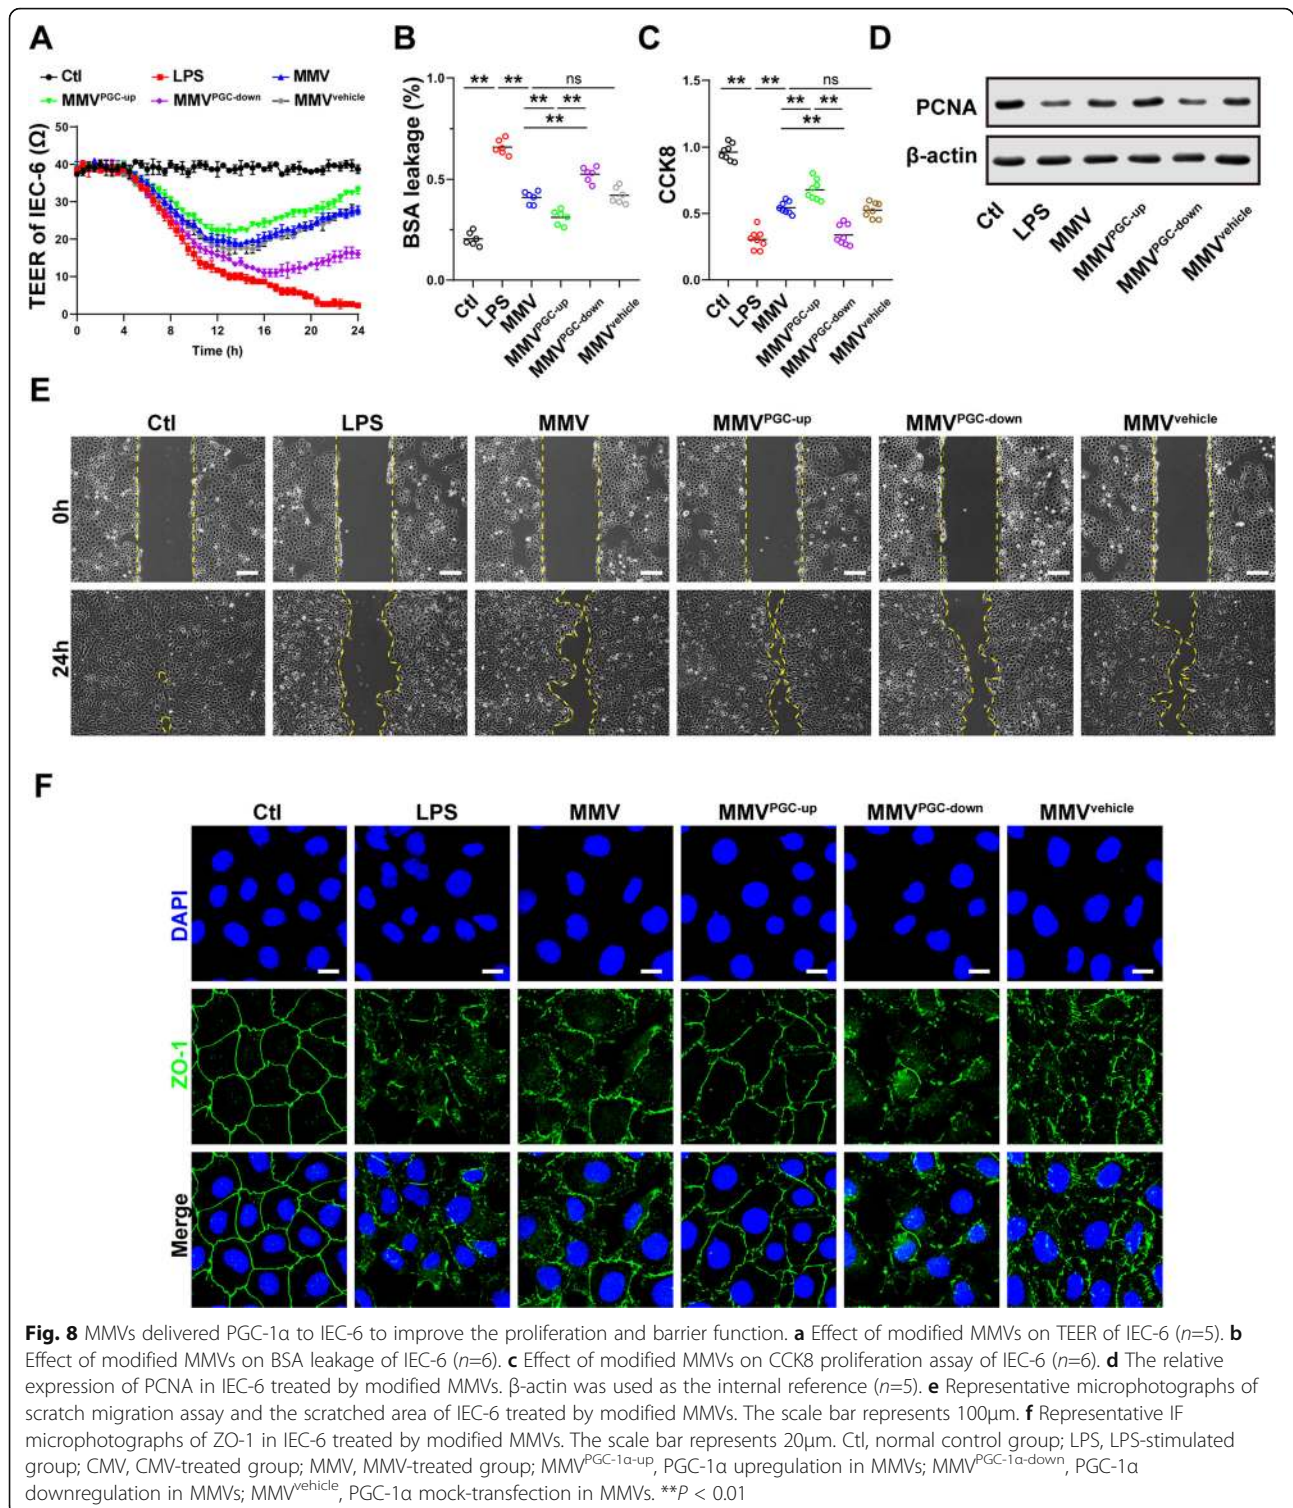 A
Ctl
LPS
MMV
MMVPGC-up
MMVPGC-down
MMVvehicle
TEER of IEC-6 (Ω)
50
40
30
20
10
0
0 4 8 12 16 20 24
Time (h)
B
BSA leakage (%)
1.0
0.5
0.0
** ** ns
** **
**
Ctl
LPS
MMV
MMVPGC-up
MMVPGC-down
MMVvehicle
C
CCK8
1.5
1.0
0.5
0.0
** ** ns
** **
**
Ctl
LPS
MMV
MMVPGC-up
MMVPGC-down
MMVvehicle
D
PCNA
β-actin
Ctl
LPS
MMV
MMVPGC-up
MMVPGC-down
MMVvehicle
E
Ctl LPS MMV MMVPGC-up MMVPGC-down MMVvehicle
0h
24h
F
Ctl LPS MMV MMVPGC-up MMVPGC-down MMVvehicle
DAPI
ZO-1
Merge
Fig. 8 MMVs delivered PGC-1α to IEC-6 to improve the proliferation and barrier function. a Effect of modified MMVs on TEER of IEC-6 (n=5). b
Effect of modified MMVs on BSA leakage of IEC-6 (n=6). c Effect of modified MMVs on CCK8 proliferation assay of IEC-6 (n=6). d The relative
expression of PCNA in IEC-6 treated by modified MMVs. β-actin was used as the internal reference (n=5). e Representative microphotographs of
scratch migration assay and the scratched area of IEC-6 treated by modified MMVs. The scale bar represents 100μm. f Representative IF
microphotographs of ZO-1 in IEC-6 treated by modified MMVs. The scale bar represents 20μm. Ctl, normal control group; LPS, LPS-stimulated
group; CMV, CMV-treated group; MMV, MMV-treated group; MMVPGC-1α-up, PGC-1α upregulation in MMVs; MMVPGC-1α-down, PGC-1α
downregulation in MMVs; MMVvehicle, PGC-1α mock-transfection in MMVs. **P < 0.01